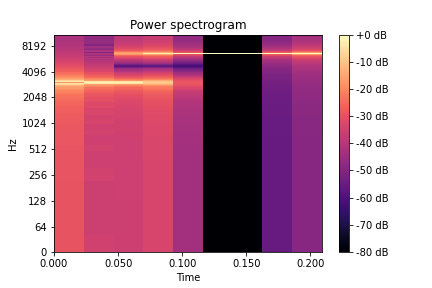 Power spectrogram
8192
4096
2048
1024
512
256
128
64
0
Hz
0.000 0.050 0.100 0.150 0.200
Time
+0 dB
-10 dB
-20 dB
-30 dB
-40 dB
-50 dB
-60 dB
-70 dB
-80 dB